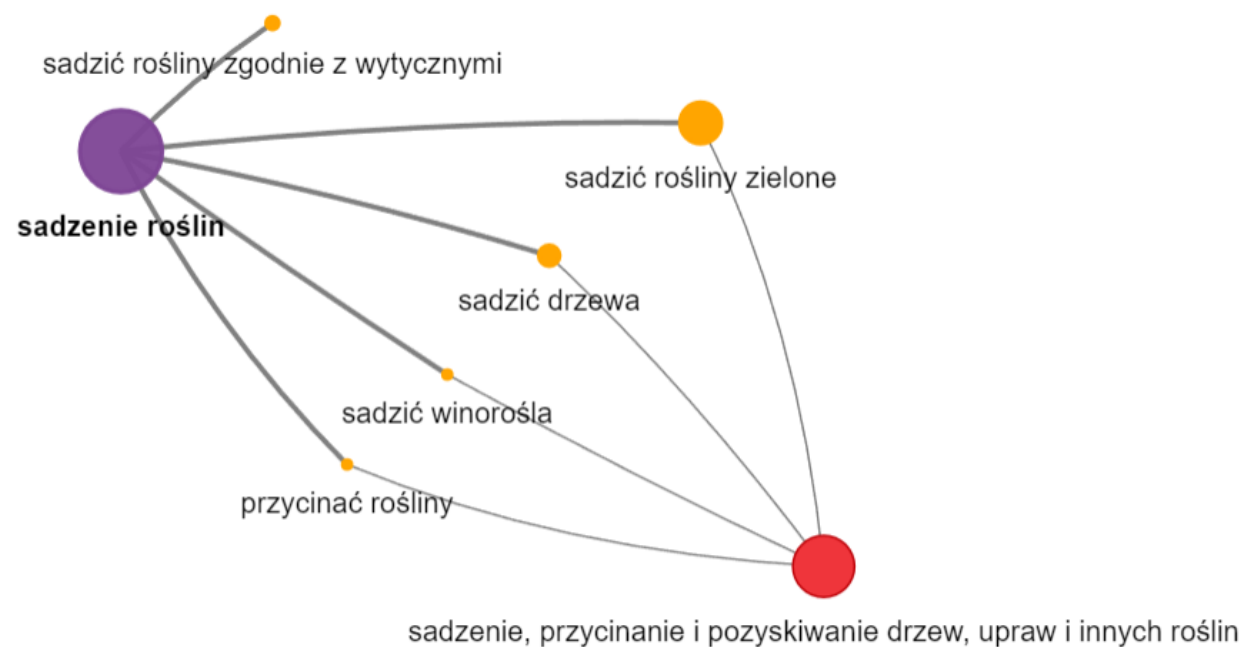 sadzić rośliny zgodnie z wytycznymi
sadzić rośliny zielone
sadzenie roślin
sadzić drzewa
sadzić winorośla
przycinać rośliny
sadzenie, przycinanie i pozyskiwanie drzew, upraw i innych roślin